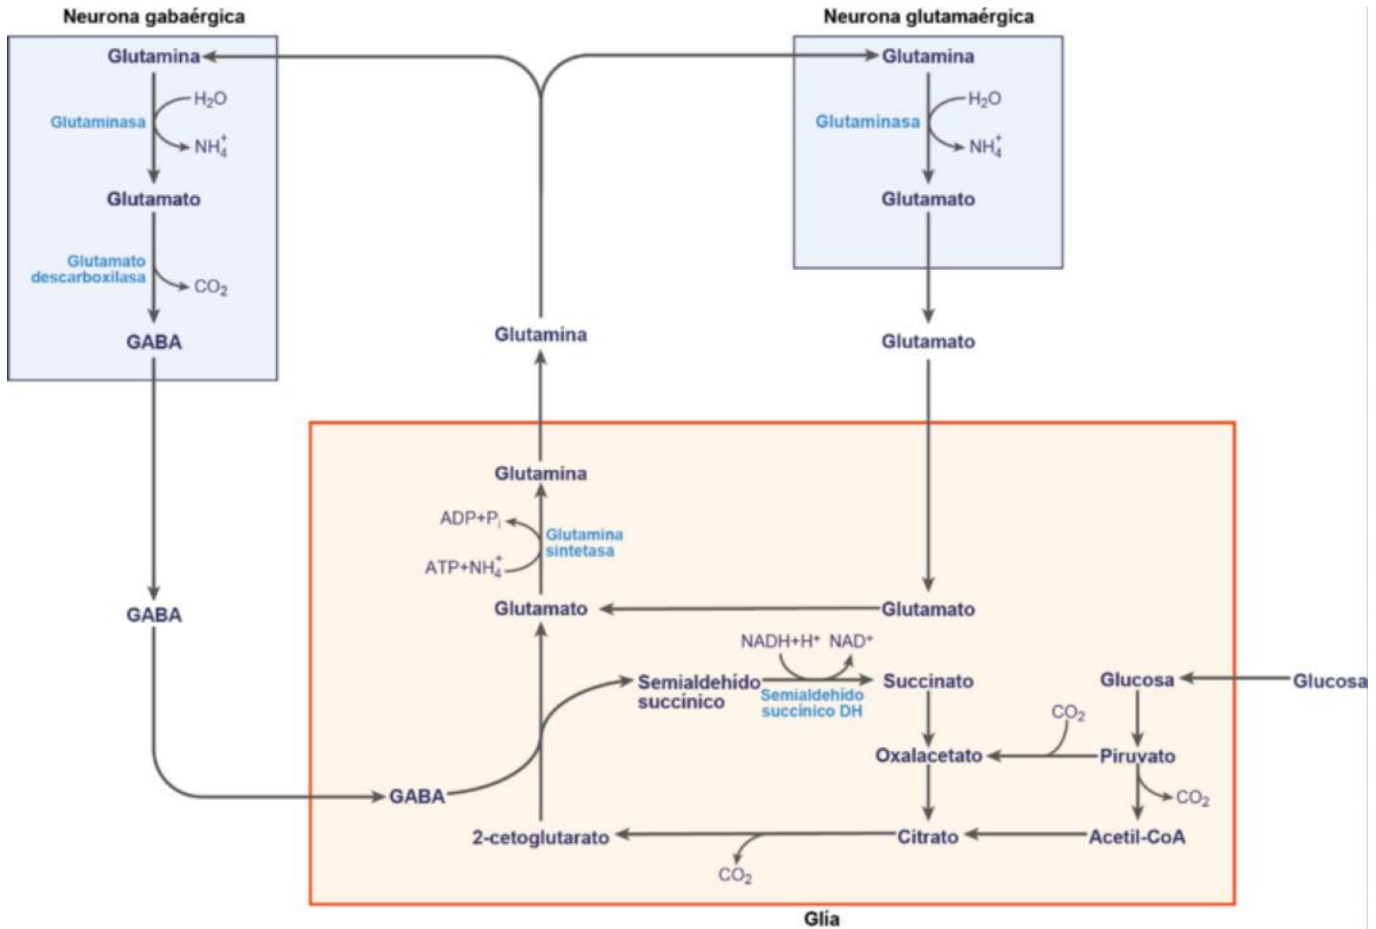 Neurona gabaérgica
Neurona glutamaérgica
Glutamina
Glutamina
H2O
H2O
Glutaminasa
Glutaminasa
NH4+
NH4+
Glutamato
Glutamato
Glutamato
descarboxilasa
CO2
GABA
Glutamina
Glutamato
Glutamina
ADP+Pi
Glutamina
sintetasa
ATP+NH4+
GABA
Glutamato
Glutamato
NADH+H+ NAD+
Semialdehído
succínico
Succinato
Glucosa
Glucosa
Semialdehído
succínico DH
CO2
Oxalacetato
Piruvato
GABA
CO2
2-cetoglutarato
Citrato
Acetil-CoA
CO2
Glía